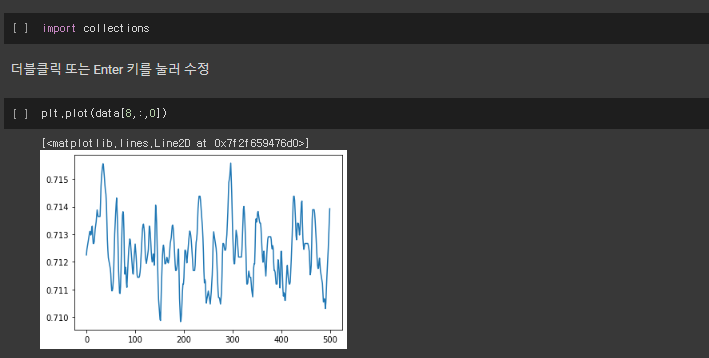 [ ] import collections
더블클릭 또는 Enter 키를 눌러 수정
[ ] plt.plot(data[8,:,0])
[<matplotlib.lines.Line2D at 0x7f2f659476d0>]
0.715
0.714
0.713
0.712
0.711
0.710
0 100 200 300 400 500